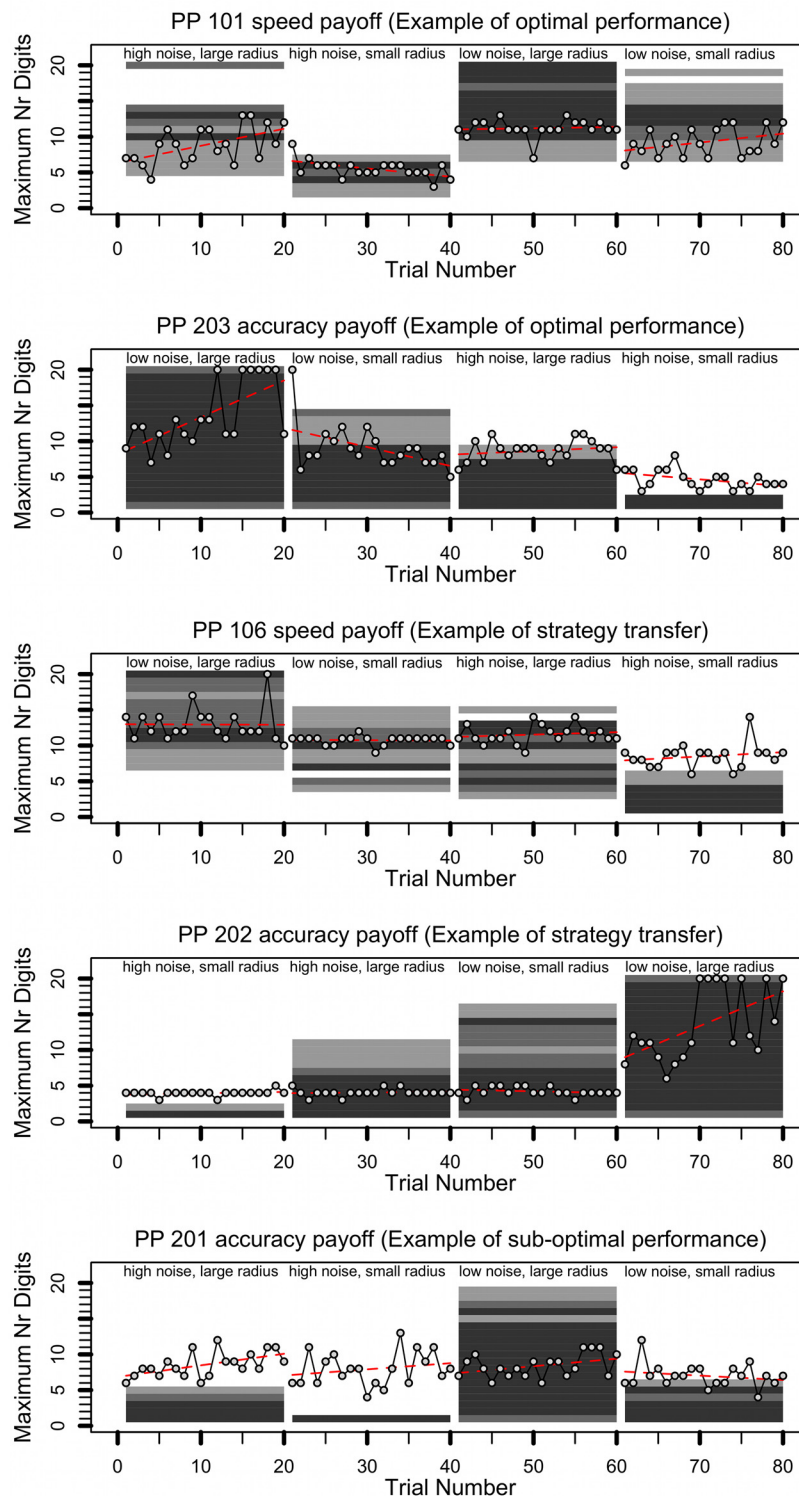 PP 101 speed payoff (Example of optimal performance)
high noise, large radius high noise, small radius low noise, large radius low noise, small radius
Maximum Nr Digits
20
10
5
0
0 10 20 30 40 50 60 70 80
Trial Number
PP 203 accuracy payoff (Example of optimal performance)
low noise, large radius low noise, small radius high noise, large radius high noise, small radius
Maximum Nr Digits
20
10
5
0
0 10 20 30 40 50 60 70 80
Trial Number
PP 106 speed payoff (Example of strategy transfer)
low noise, large radius low noise, small radius high noise, large radius high noise, small radius
Maximum Nr Digits
20
10
5
0
0 10 20 30 40 50 60 70 80
Trial Number
PP 202 accuracy payoff (Example of strategy transfer)
high noise, small radius high noise, large radius low noise, small radius low noise, large radius
Maximum Nr Digits
20
10
5
0
0 10 20 30 40 50 60 70 80
Trial Number
PP 201 accuracy payoff (Example of sub-optimal performance)
high noise, large radius high noise, small radius low noise, large radius low noise, small radius
Maximum Nr Digits
20
10
5
0
0 10 20 30 40 50 60 70 80
Trial Number